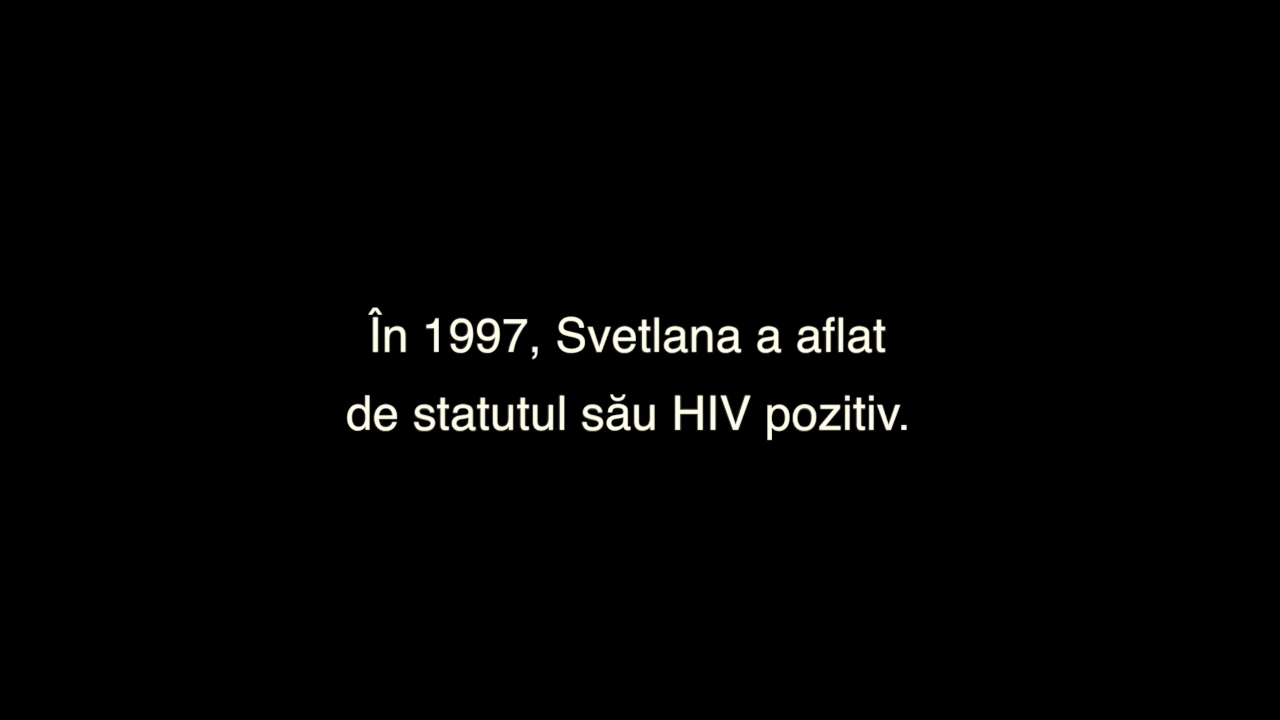 În 1997, Svetlana a aflat
de statutul său HIV pozitiv.